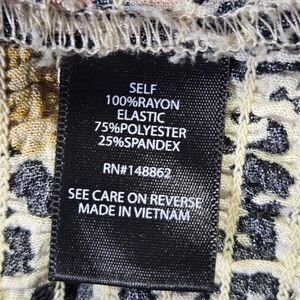 SELF
100%RAYON
ELASTIC
75%POLYESTER
25%SPANDEX
RN#148862
SEE CARE ON REVERSE
MADE IN VIETNAM